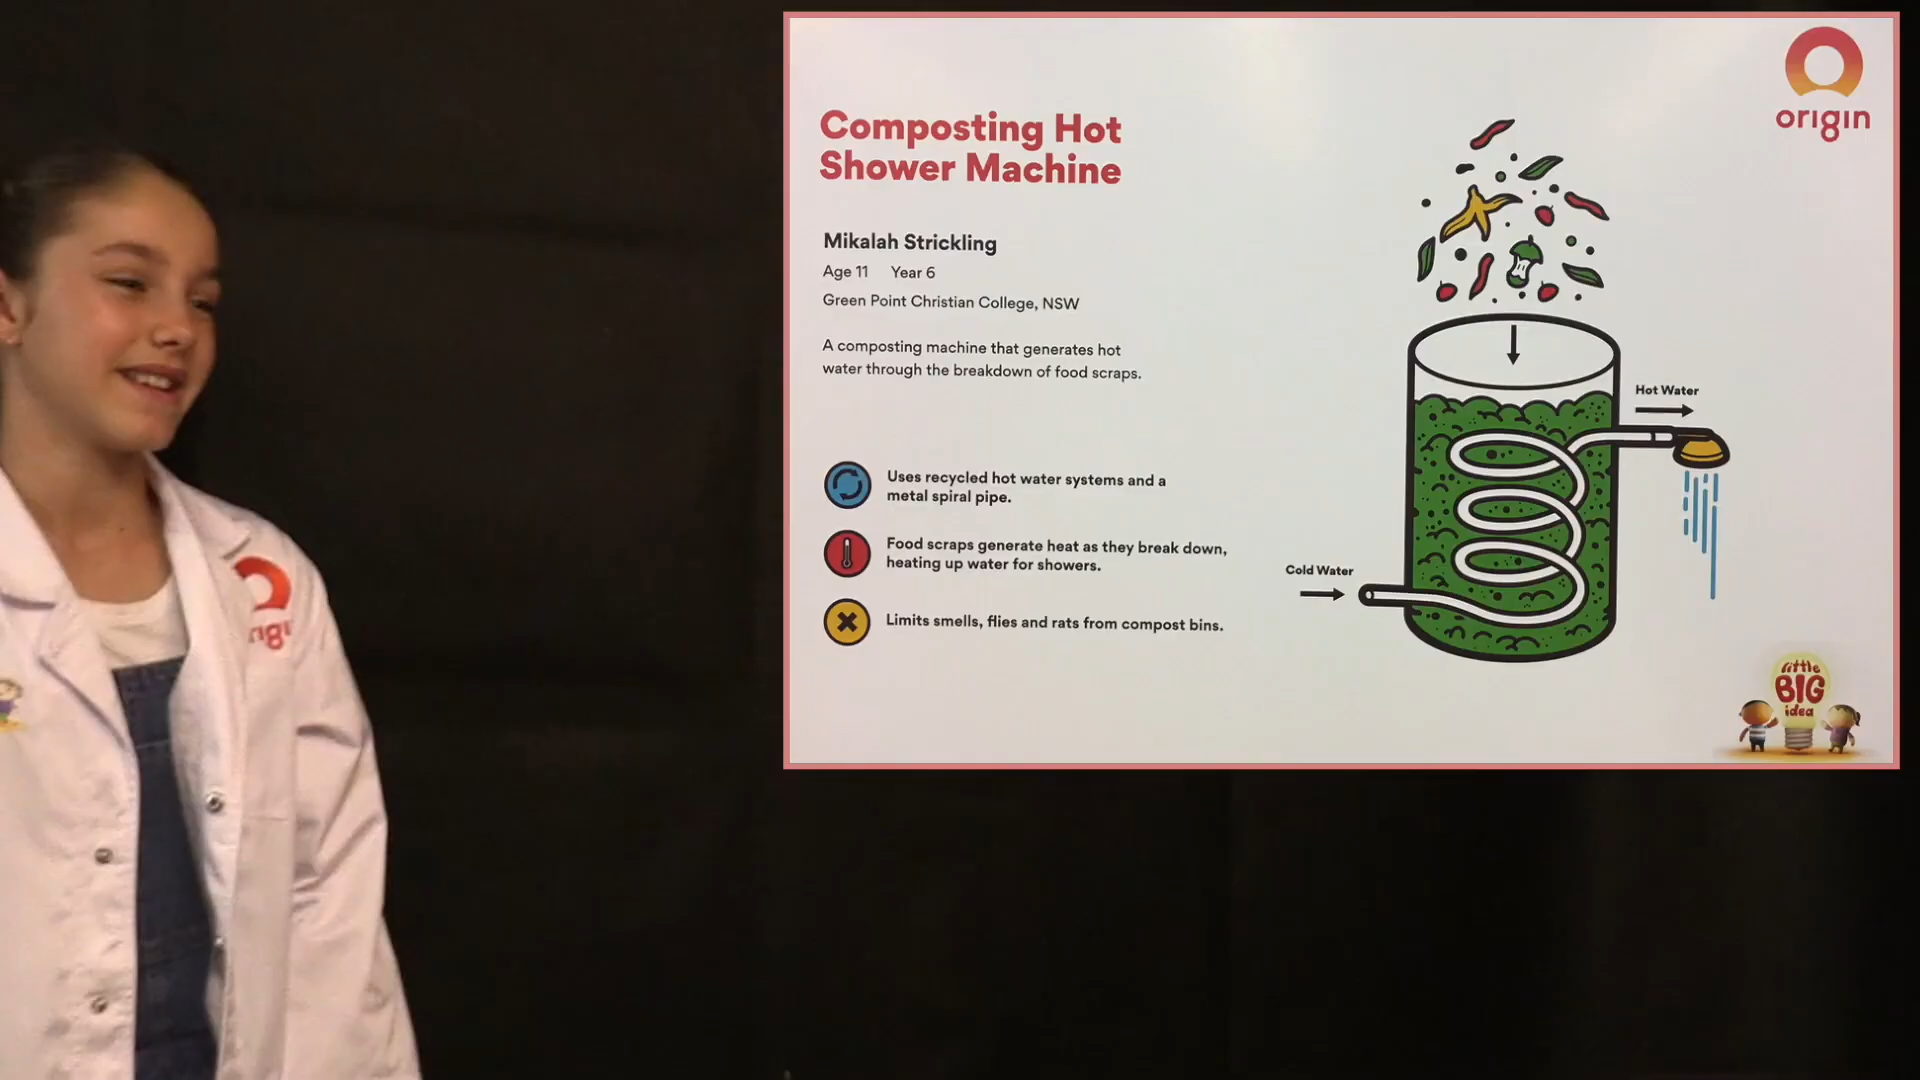 origin
Composting Hot
Shower Machine
Mikalah Strickling
Age 11 Year 6
Green Point Christian College, NSW
A composting machine that generates hot
water through the breakdown of food scraps.
Uses recycled hot water systems and a
metal spiral pipe.
Food scraps generate heat as they break down,
heating up water for showers.
Limits smells, flies and rats from compost bins.
Hot Water
Cold Water
little
BIG
idea